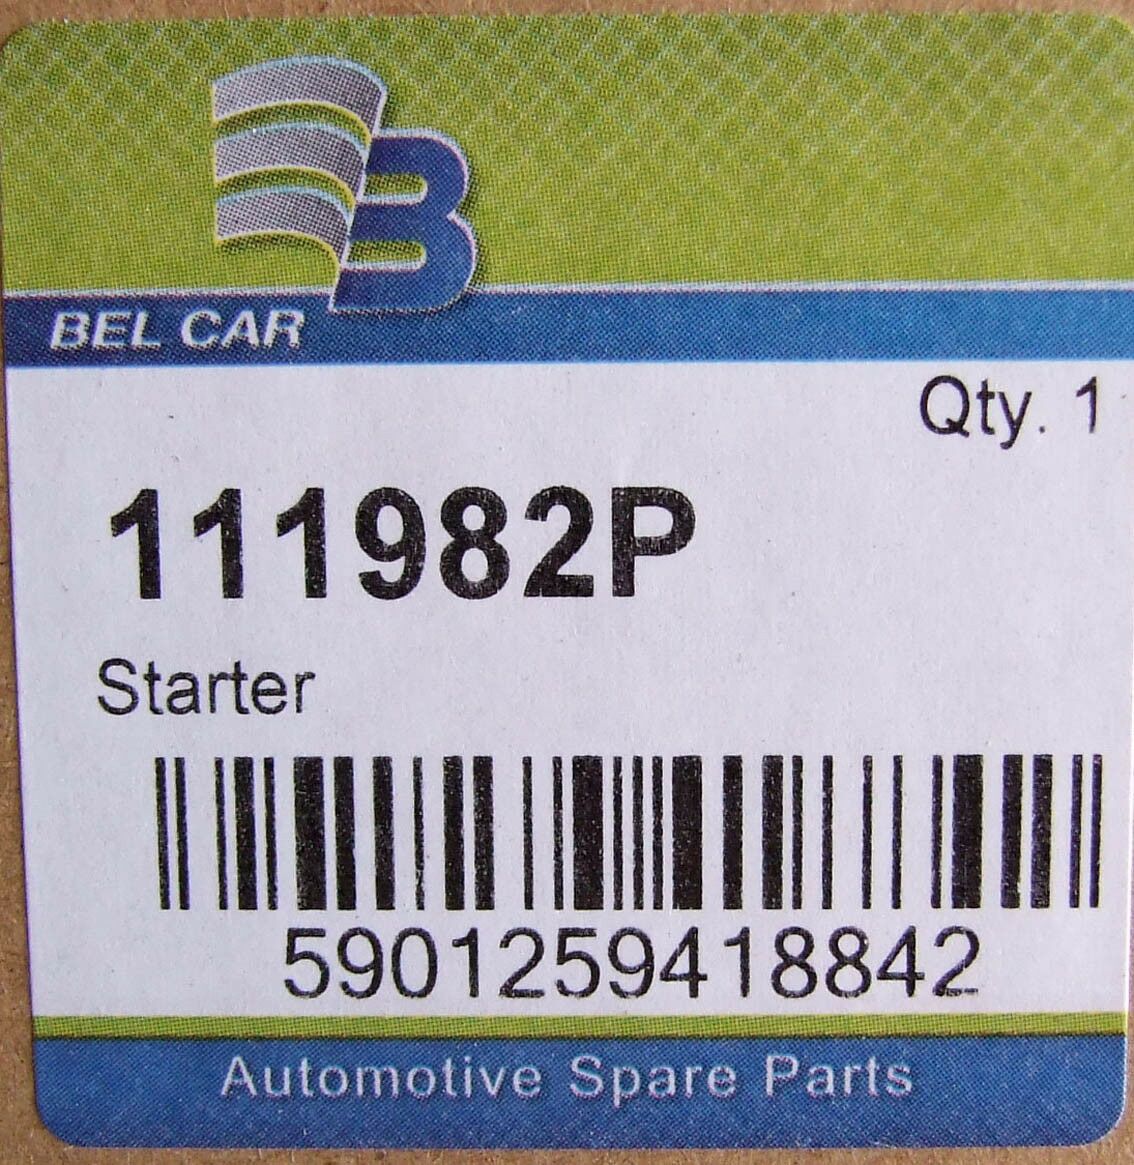 B
BEL CAR
Qty. 1
111982P
Starter
5901259418842
Automotive Spare Parts